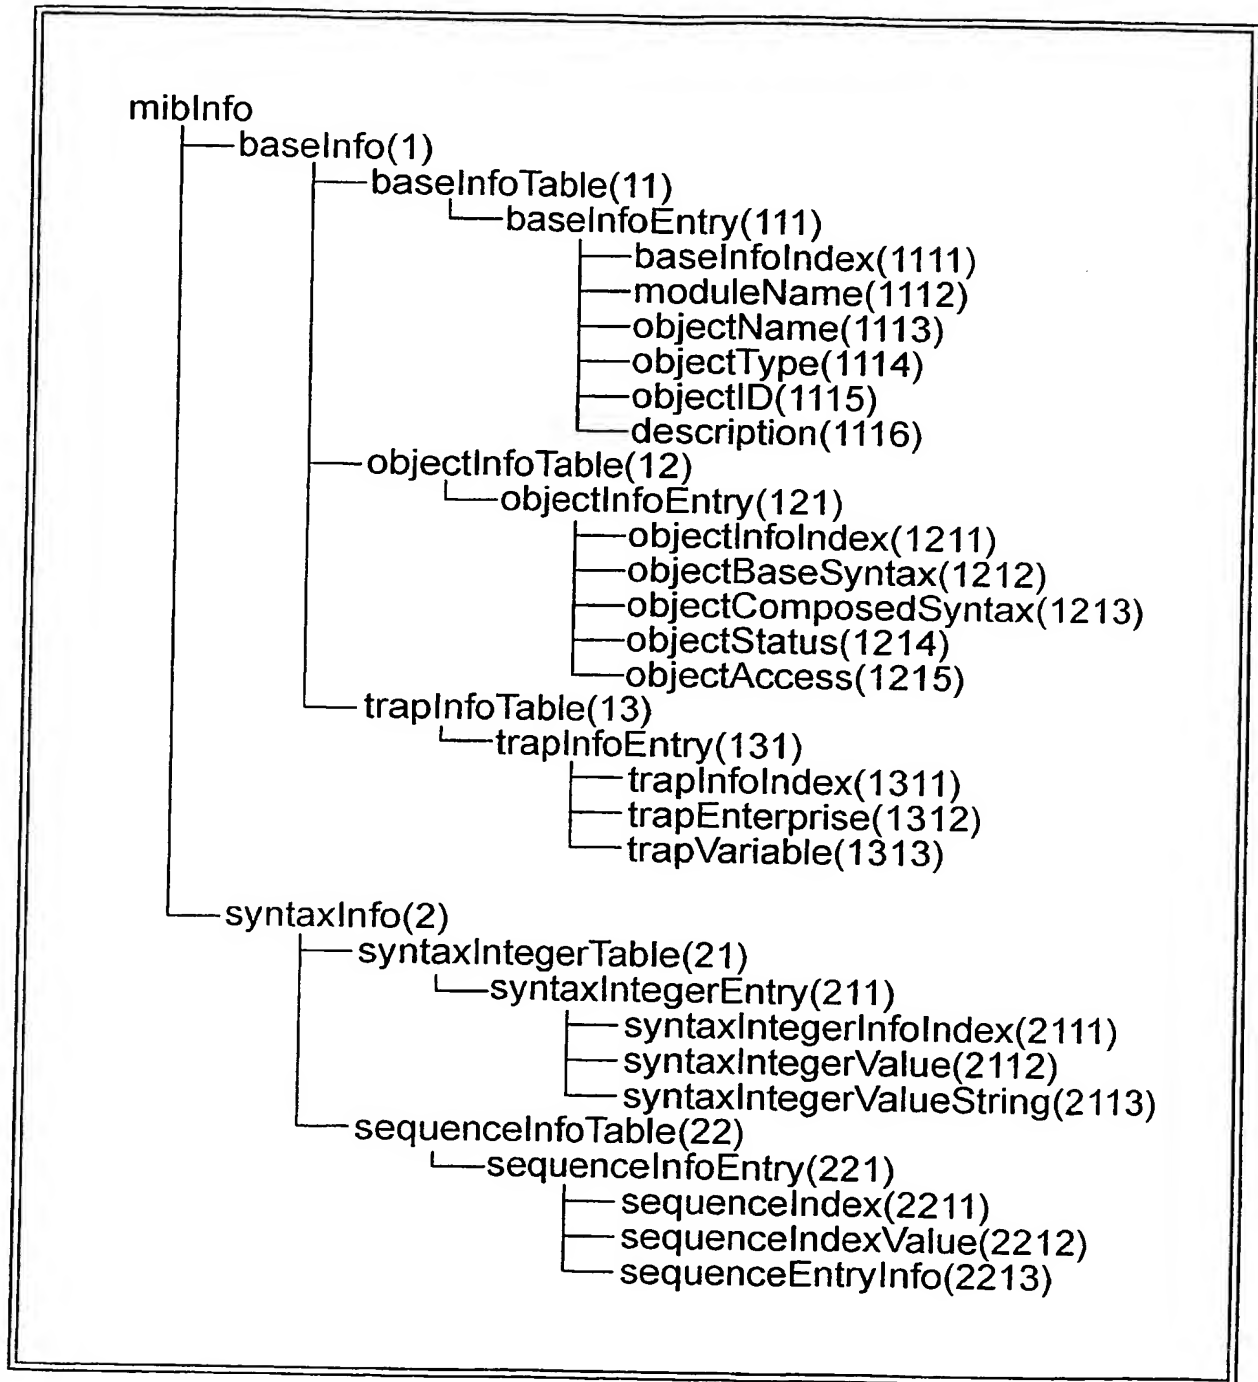 mibInfo
baseInfo(1)
baseInfoTable(11)
baseInfoEntry(111)
baseInfoIndex(1111)
moduleName(1112)
objectName(1113)
objectType(1114)
objectID(1115)
description(1116)
objectInfoTable(12)
objectInfoEntry(121)
objectInfoIndex(1211)
objectBaseSyntax(1212)
objectComposedSyntax(1213)
objectStatus(1214)
objectAccess(1215)
trapInfoTable(13)
trapInfoEntry(131)
trapInfoIndex(1311)
trapEnterprise(1312)
trapVariable(1313)
syntaxInfo(2)
syntaxIntegerTable(21)
syntaxIntegerEntry(211)
syntaxIntegerInfoIndex(2111)
syntaxIntegerValue(2112)
syntaxIntegerValueString(2113)
sequenceInfoTable(22)
sequenceInfoEntry(221)
sequenceIndex(2211)
sequenceIndexValue(2212)
sequenceEntryInfo(2213)